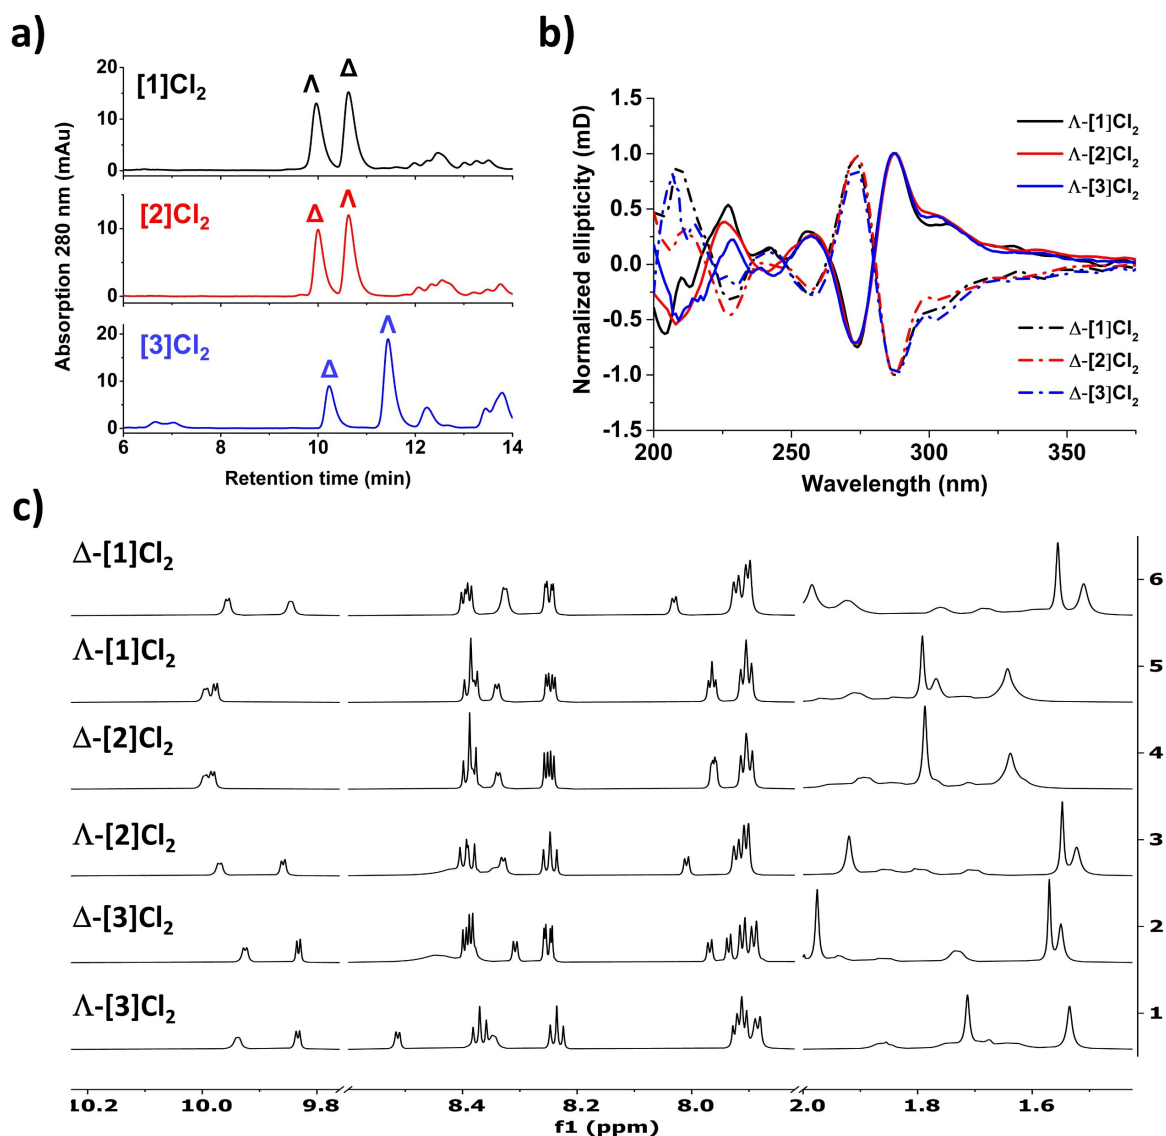 a)
20
10
0
[1]Cl2
Λ
Δ
10
0
[2]Cl2
Δ
Λ
20
10
0
[3]Cl2
Δ
Λ
6
8
10
12
14
Absorption 280 nm (mAu)
Retention time (min)
b)
1.5
1.0
0.5
0.0
-0.5
-1.0
-1.5
200
250
300
350
Normalized ellipticity (mD)
Wavelength (nm)
Λ-[1]Cl2
Λ-[2]Cl2
Λ-[3]Cl2
Δ-[1]Cl2
Δ-[2]Cl2
Δ-[3]Cl2
c)
Δ-[1]Cl2
6
Λ-[1]Cl2
5
Δ-[2]Cl2
4
Λ-[2]Cl2
3
Δ-[3]Cl2
2
Λ-[3]Cl2
1
10.2
10.0
9.8
8.4
8.2
8.0
2.0
1.8
1.6
f1 (ppm)